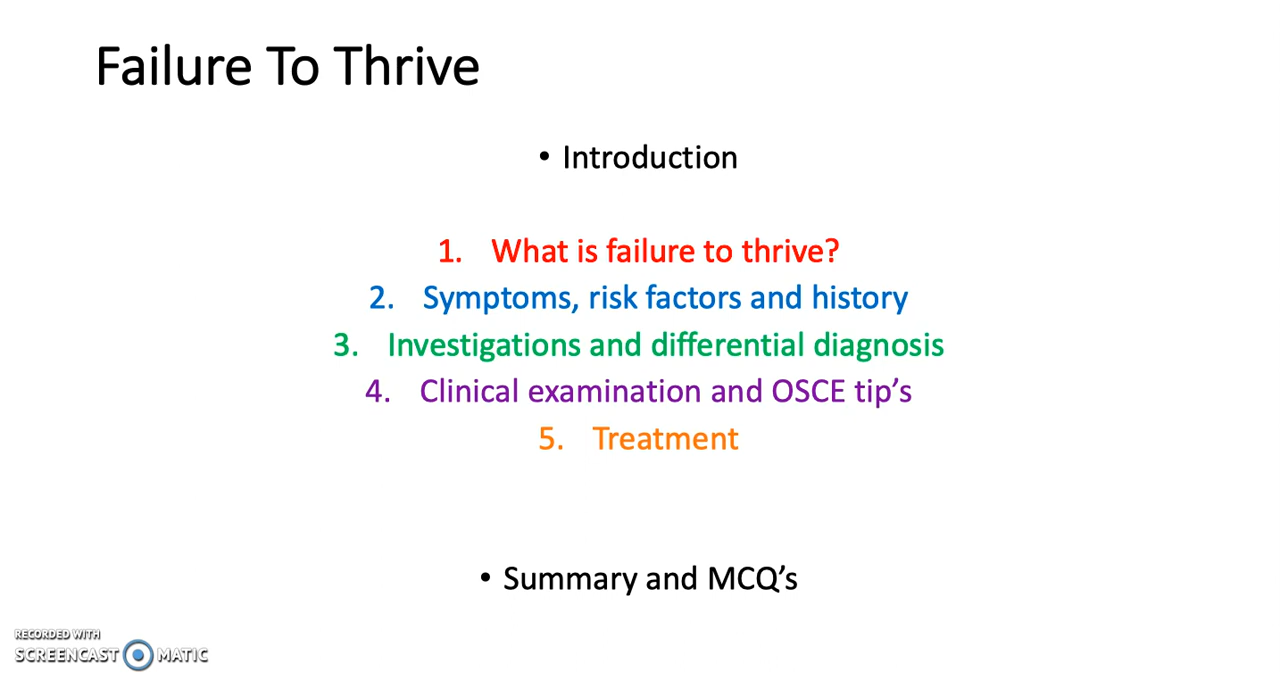 Failure To Thrive
• Introduction
1. What is failure to thrive?
2. Symptoms, risk factors and history
3. Investigations and differential diagnosis
4. Clinical examination and OSCE tip’s
5. Treatment
• Summary and MCQ’s
RECORDED WITH
SCREENCAST MATIC